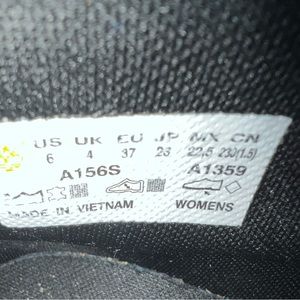 US UK EU JP MX CN
6 4 37 23 22.5 230(1.5)
A156S A1359
MADE IN VIETNAM WOMENS